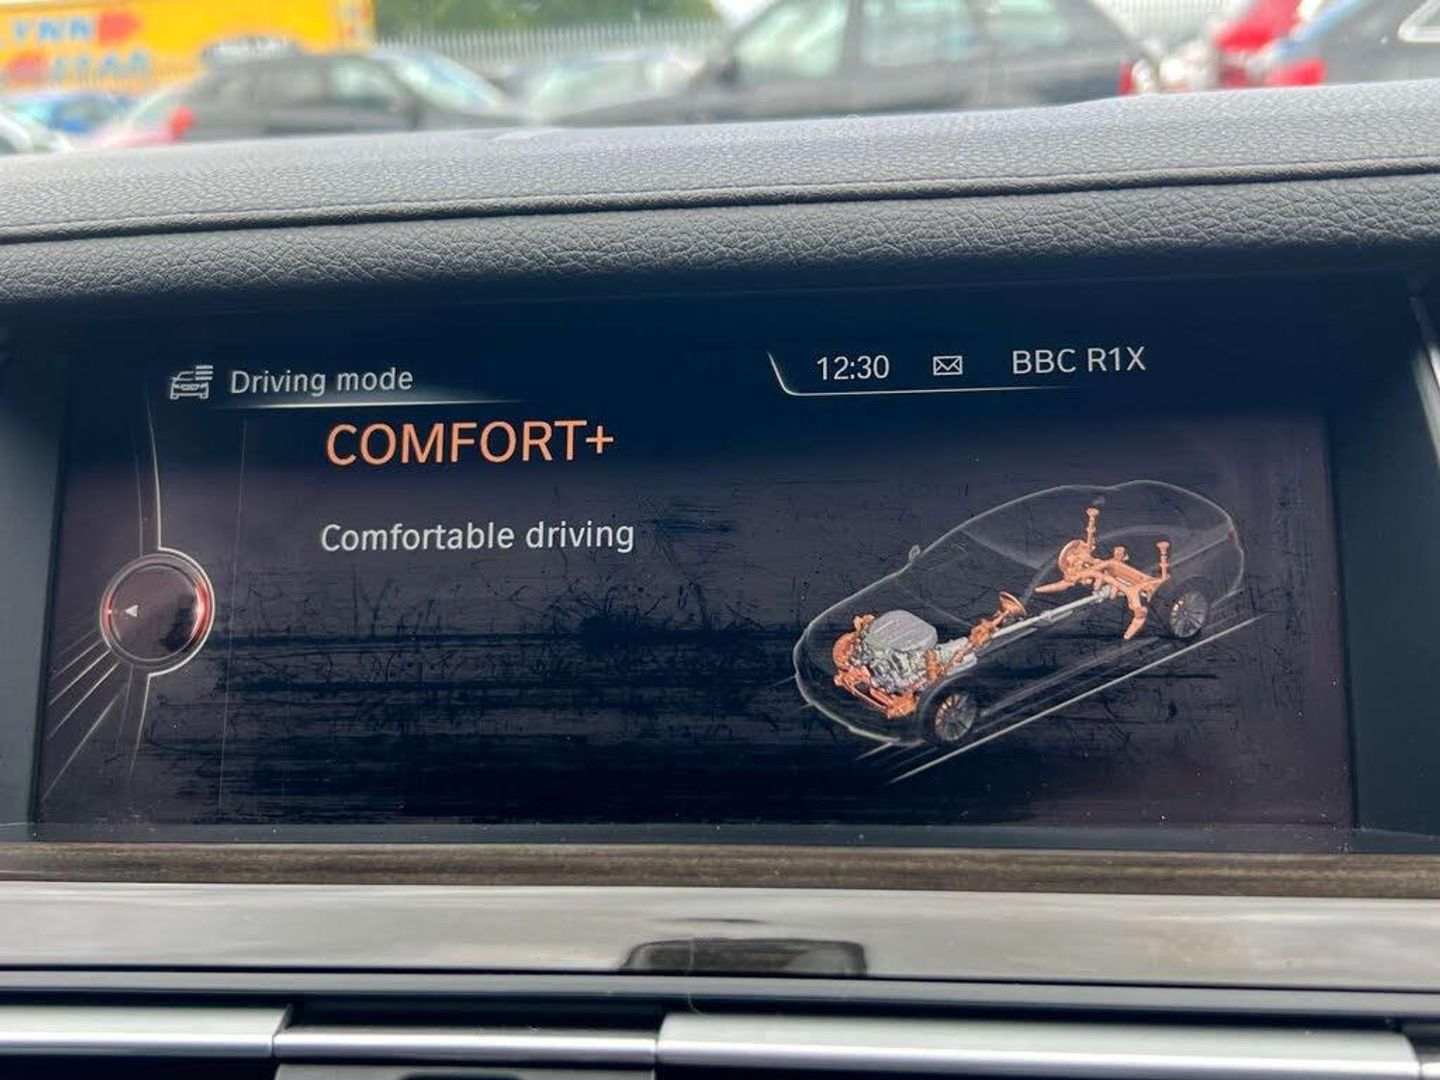 Driving mode
12:30
BBC R1X
COMFORT+
Comfortable driving